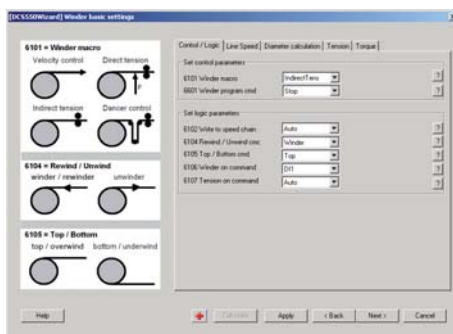 [DCS550Wizard] Winder basic settings
6101 = Winder macro
Velocity control Direct tension
F
Indirect tension Dancer control
6104 = Rewind / Unwind
winder / rewinder unwinder
6105 = Top / Bottom
top / overwind bottom / underwind
Control / Logic Line Speed Diameter calculation Tension Torque
Set control parameters
6101 Winder macro IndirectTens ?
6601 Winder program cmd Stop ?
Set logic parameters
6102 Write to speed chain Auto ?
6104 Rewind / Unwind cmd Winder ?
6105 Top / Bottom cmd Top ?
6106 Winder on command DI1 ?
6107 Tension on command Auto ?
Help Apply < Back Next > Cancel